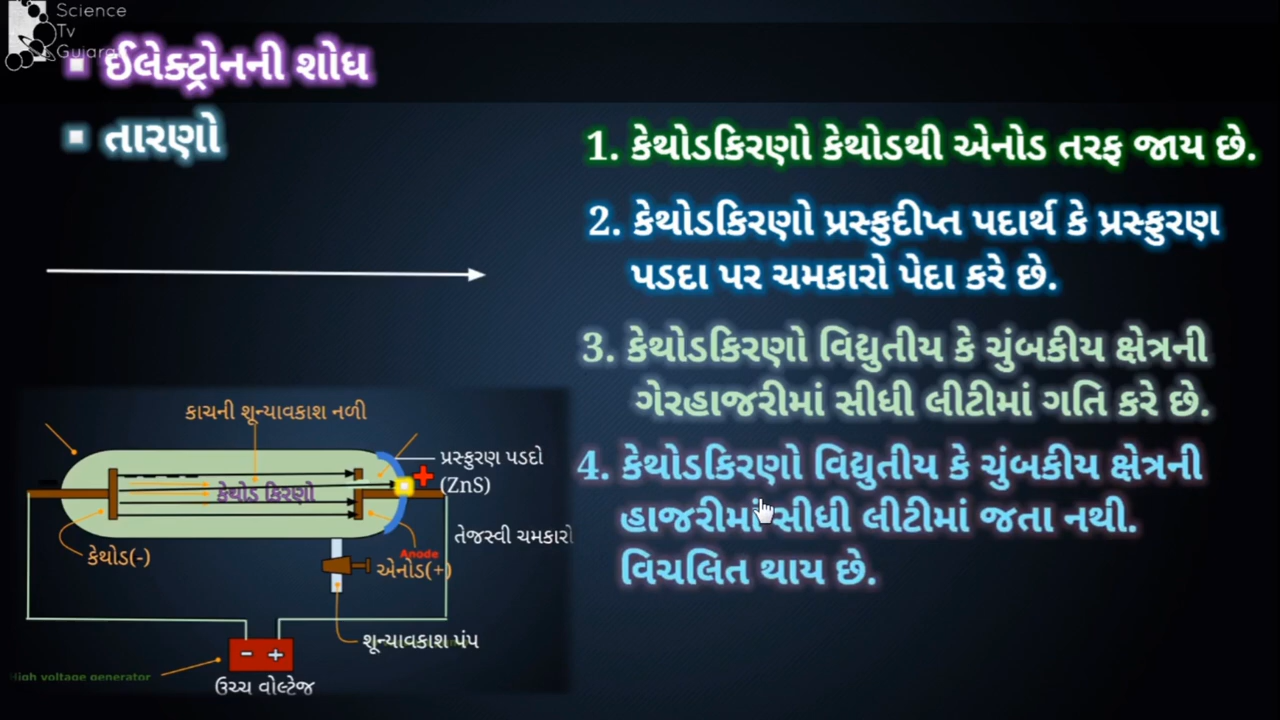 Science
Tv
Gujarat
▪ ઈલેક્ટ્રોનની શોધ
▪ તારણો
1. કેથોડકિરણો કેથોડથી એનોડ તરફ જાય છે.
2. કેથોડકિરણો પ્રસ્ફુદીપ્ત પદાર્થ કે પ્રસ્ફુરણ
પડદા પર ચમકારો પેદા કરે છે.
3. કેથોડકિરણો વિદ્યુતીય કે ચુંબકીય ક્ષેત્રની
ગેરહાજરીમાં સીધી લીટીમાં ગતિ કરે છે.
4. કેથોડકિરણો વિદ્યુતીય કે ચુંબકીય ક્ષેત્રની
હાજરીમાં સીધી લીટીમાં જતા નથી.
વિચલિત થાય છે.
કાચની શૂન્યાવકાશ નળી
પ્રસ્ફુરણ પડદો
(ZnS)
કેથોડ કિરણો
તેજસ્વી ચમકારો
કેથોડ(-)
Anode
એનોડ(+)
શૂન્યાવકાશ પંપ
- +
High voltage generator
ઉચ્ચ વોલ્ટેજ